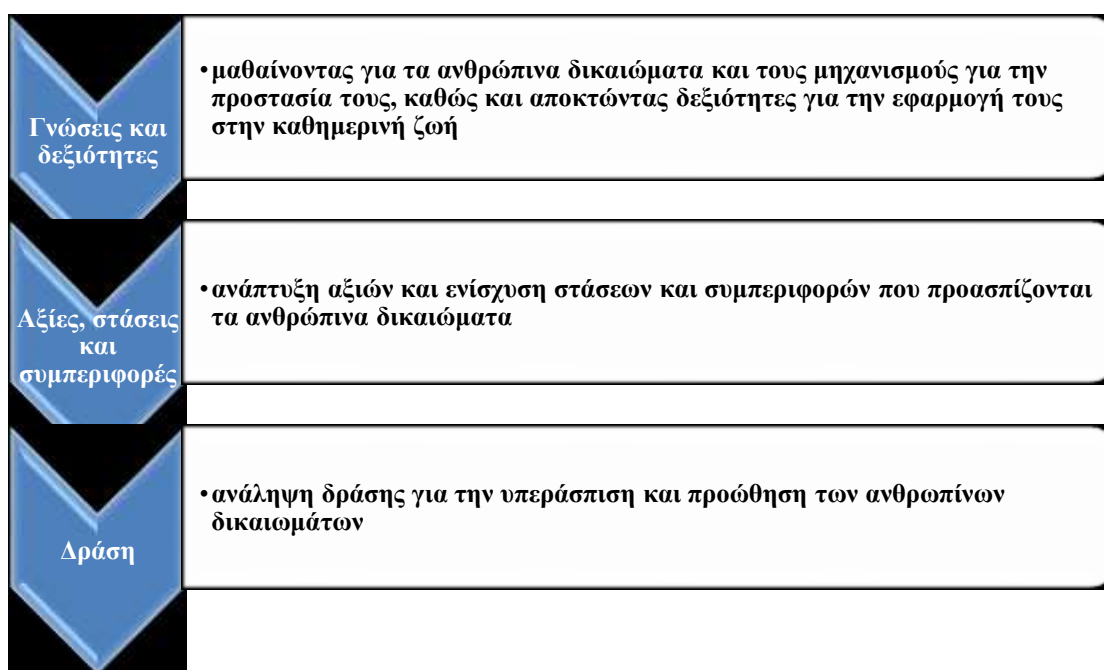 Γνώσεις και
δεξιότητες
•μαθαίνοντας για τα ανθρώπινα δικαιώματα και τους μηχανισμούς για την
προστασία τους, καθώς και αποκτώντας δεξιότητες για την εφαρμογή τους
στην καθημερινή ζωή
Αξίες, στάσεις
και
συμπεριφορές
•ανάπτυξη αξιών και ενίσχυση στάσεων και συμπεριφορών που προασπίζονται
τα ανθρώπινα δικαιώματα
Δράση
•ανάληψη δράσης για την υπεράσπιση και προώθηση των ανθρωπίνων
δικαιωμάτων